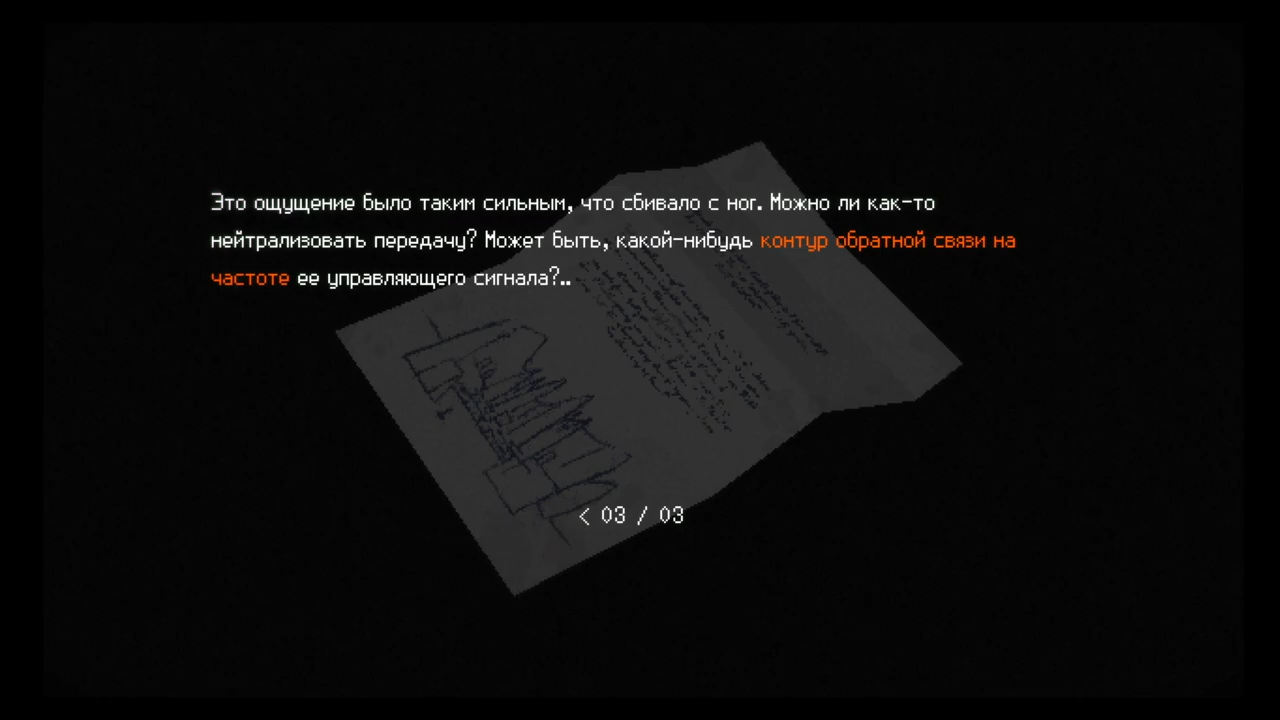 Это ощущение было таким сильным, что сбивало с ног. Можно ли как-то
нейтрализовать передачу? Может быть, какой-нибудь контур обратной связи на
частоте ее управляющего сигнала?..
< 03 / 03